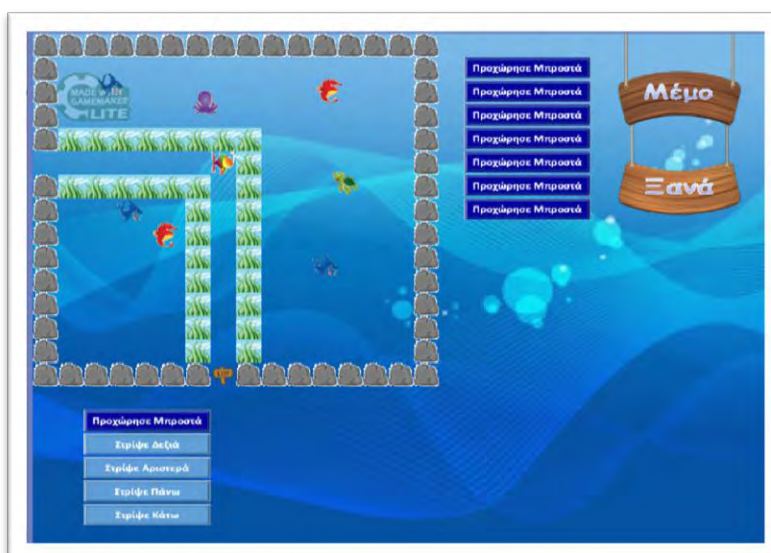 MADE WITH
GAMEMAKER
LITE
Προχώρησε Μπροστά
Προχώρησε Μπροστά
Προχώρησε Μπροστά
Προχώρησε Μπροστά
Προχώρησε Μπροστά
Προχώρησε Μπροστά
Προχώρησε Μπροστά
Μέμο
Ξανά
Προχώρησε Μπροστά
Στρίψε Δεξιά
Στρίψε Αριστερά
Στρίψε Πάνω
Στρίψε Κάτω